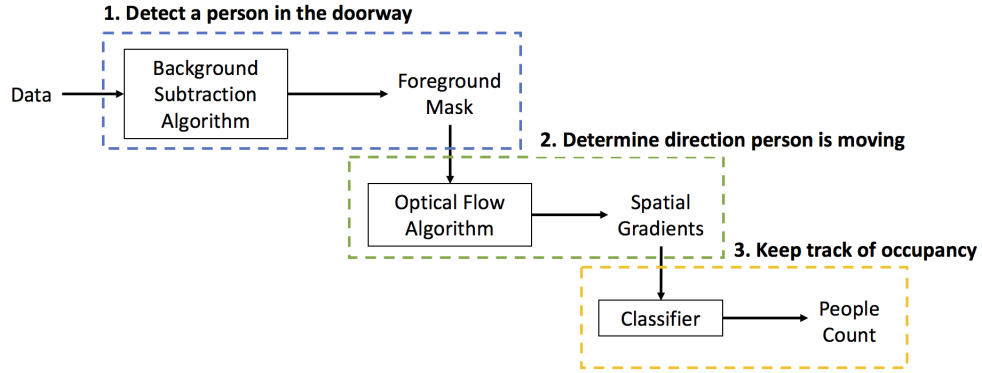 1. Detect a person in the doorway
Data
Background
Subtraction
Algorithm
Foreground
Mask
2. Determine direction person is moving
Optical Flow
Algorithm
Spatial
Gradients
3. Keep track of occupancy
Classifier
People
Count